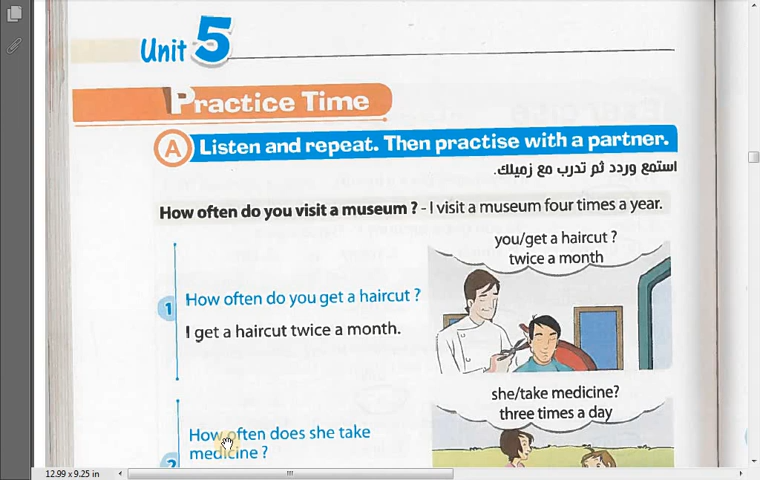 Unit 5
Practice Time
A Listen and repeat. Then practise with a partner.
استمع وردد ثم تدرب مع زميلك.
How often do you visit a museum ? - I visit a museum four times a year.
you/get a haircut ?
twice a month
1 How often do you get a haircut ?
I get a haircut twice a month.
she/take medicine?
three times a day
2 How often does she take
medicine ?
12.99 x 9.25 in